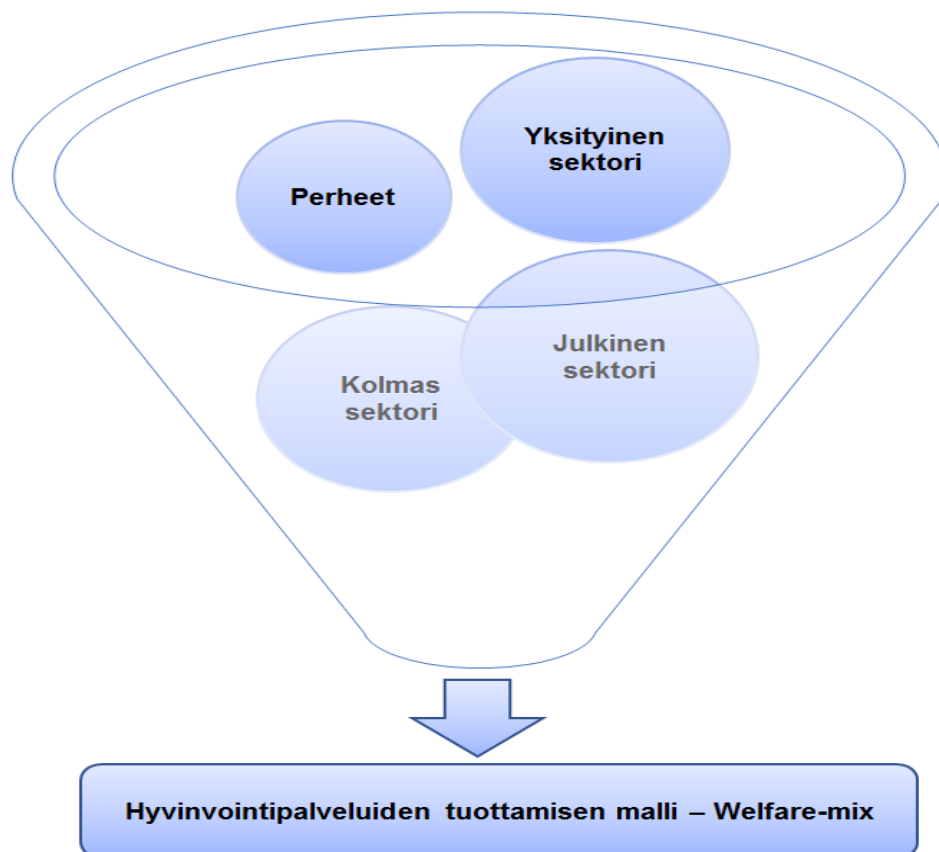 Yksityinen
sektori
Perheet
Julkinen
sektori
Kolmas
sektori
Hyvinvointipalveluiden tuottamisen malli – Welfare-mix